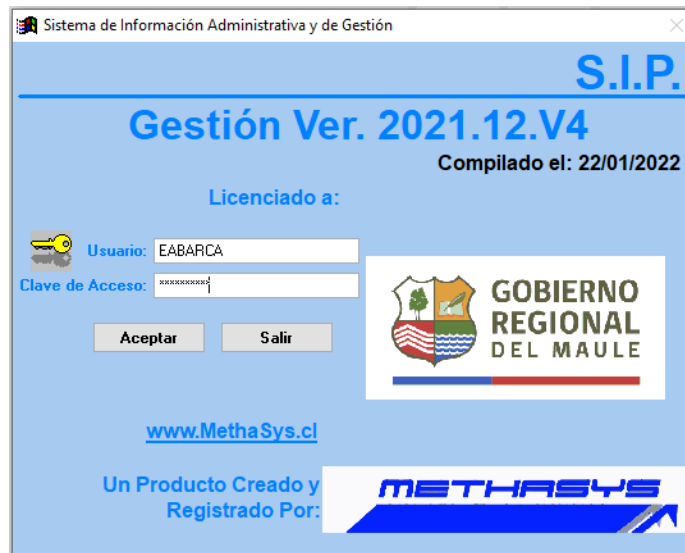 Sistema de Información Administrativa y de Gestión
S.I.P.
Gestión Ver. 2021.12.V4
Compilado el: 22/01/2022
Licenciado a:
Usuario: EABARCA
Clave de Acceso: **********
Aceptar Salir
GOBIERNO
REGIONAL
DEL MAULE
www.MethaSys.cl
Un Producto Creado y
Registrado Por:
METHASYS